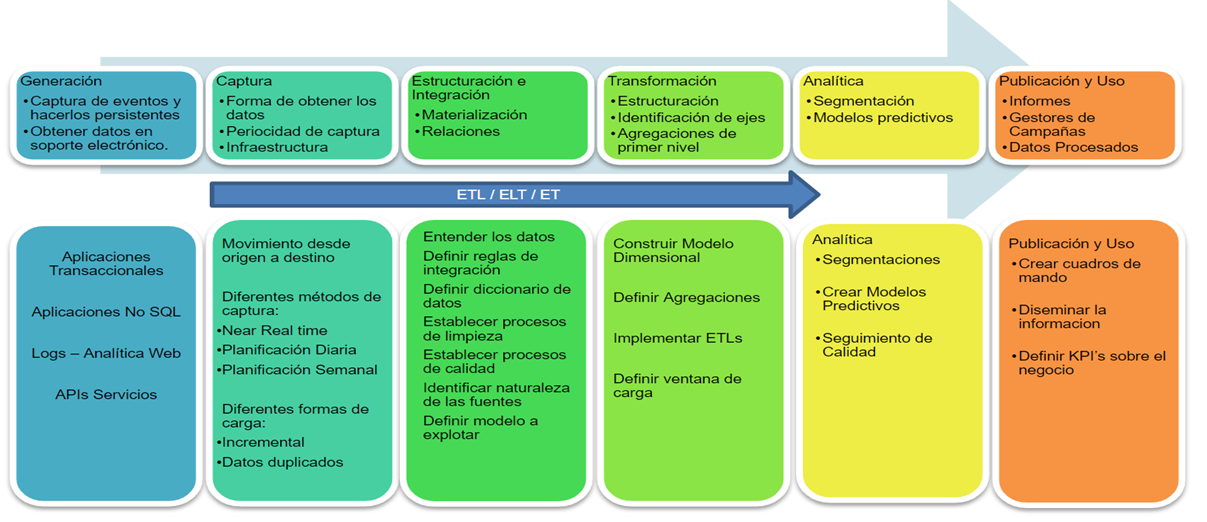 Generación
•Captura de eventos y
hacerlos persistentes
•Obtener datos en
soporte electrónico.
Captura
•Forma de obtener los
datos
•Periocidad de captura
•Infraestructura
Estructuración e
Integración
•Materialización
•Relaciones
Transformación
•Estructuración
•Identificación de ejes
•Agregaciones de
primer nivel
Analítica
•Segmentación
•Modelos predictivos
Publicación y Uso
•Informes
•Gestores de
Campañas
•Datos Procesados
ETL / ELT / ET
Aplicaciones
Transaccionales
Aplicaciones No SQL
Logs – Analítica Web
APIs Servicios
Movimiento desde
origen a destino
Diferentes métodos de
captura:
•Near Real time
•Planificación Diaria
•Planificación Semanal
Diferentes formas de
carga:
•Incremental
•Datos duplicados
Entender los datos
Definir reglas de
integración
Definir diccionario de
datos
Establecer procesos
de limpieza
Establecer procesos
de calidad
Identificar naturaleza
de las fuentes
Definir modelo a
explotar
Construir Modelo
Dimensional
Definir Agregaciones
Implementar ETLs
Definir ventana de
carga
Analítica
•Segmentaciones
•Crear Modelos
Predictivos
•Seguimiento de
Calidad
Publicación y Uso
•Crear cuadros de
mando
•Diseminar la
informacion
•Definir KPI's sobre el
negocio